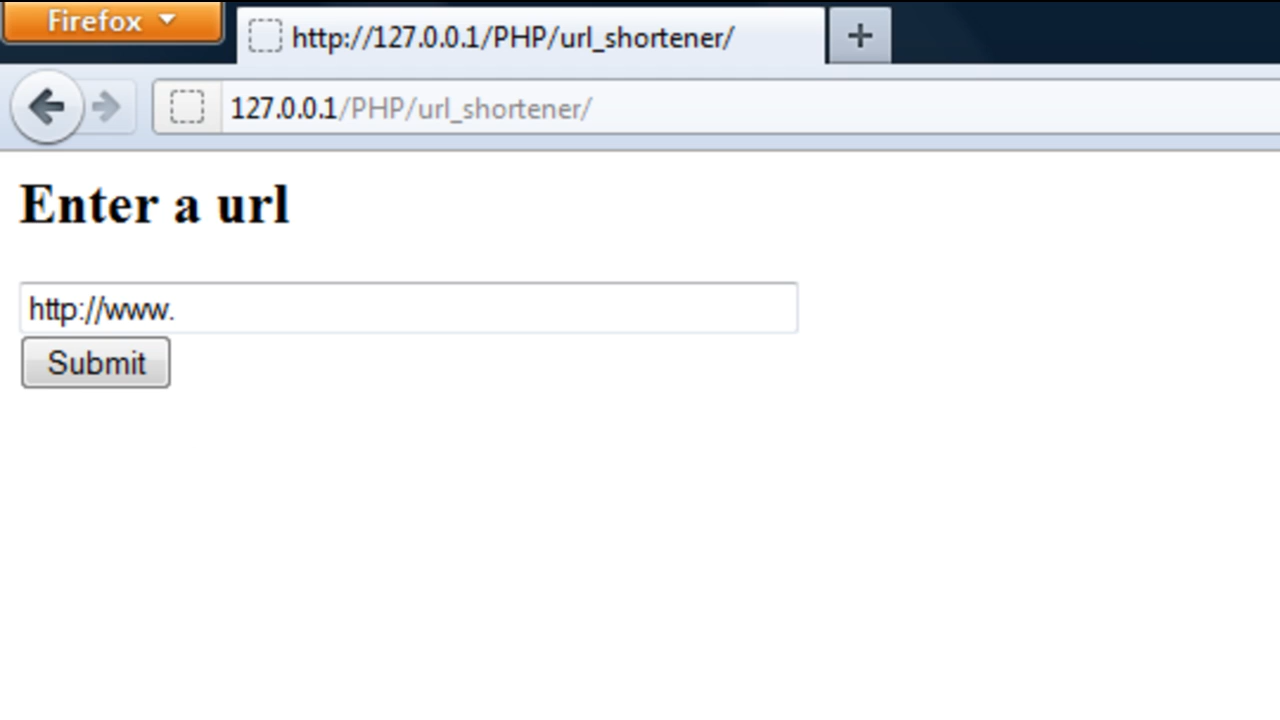 Firefox
http://127.0.0.1/PHP/url_shortener/
127.0.0.1/PHP/url_shortener/
Enter a url
http://www.
Submit